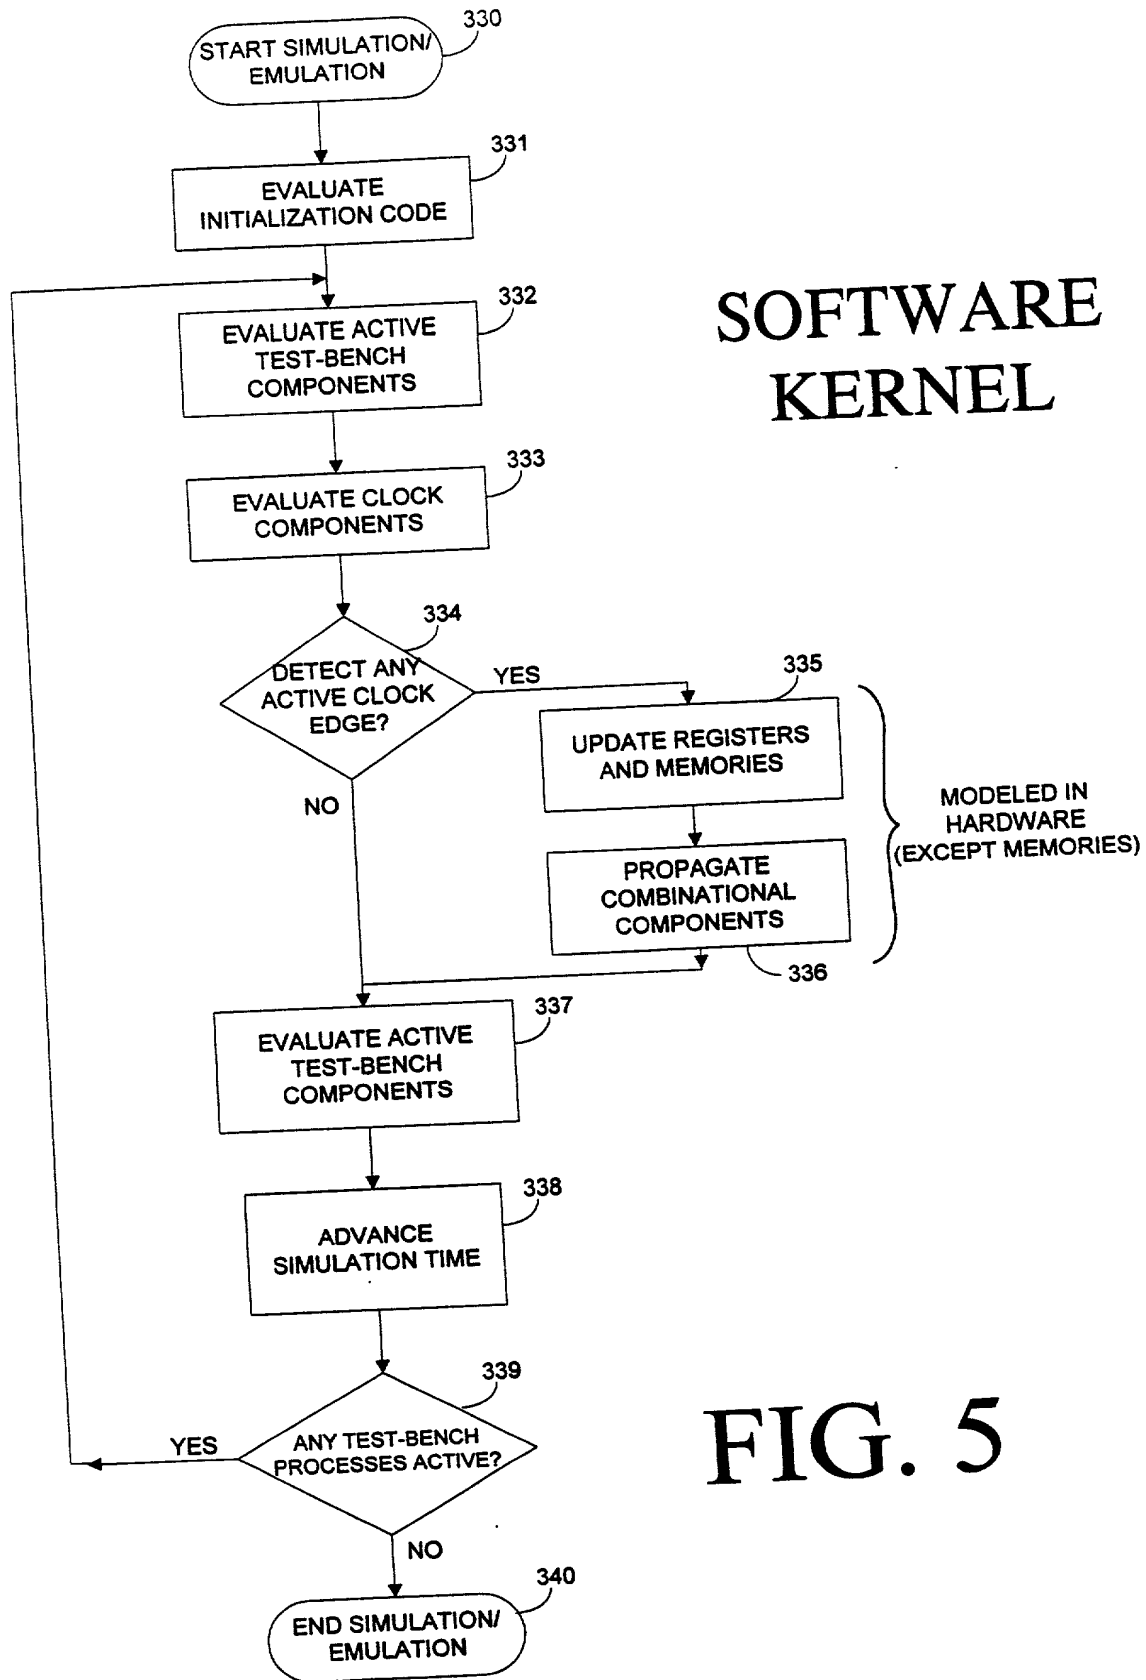 330
START SIMULATION/
EMULATION
331
EVALUATE
INITIALIZATION CODE
332
EVALUATE ACTIVE
TEST-BENCH
COMPONENTS
SOFTWARE
KERNEL
333
EVALUATE CLOCK
COMPONENTS
334
DETECT ANY
ACTIVE CLOCK
EDGE?
YES
NO
335
UPDATE REGISTERS
AND MEMORIES
PROPAGATE
COMBINATIONAL
COMPONENTS
336
MODELED IN
HARDWARE
(EXCEPT MEMORIES)
337
EVALUATE ACTIVE
TEST-BENCH
COMPONENTS
338
ADVANCE
SIMULATION TIME
339
ANY TEST-BENCH
PROCESSES ACTIVE?
YES
NO
340
END SIMULATION/
EMULATION
FIG. 5